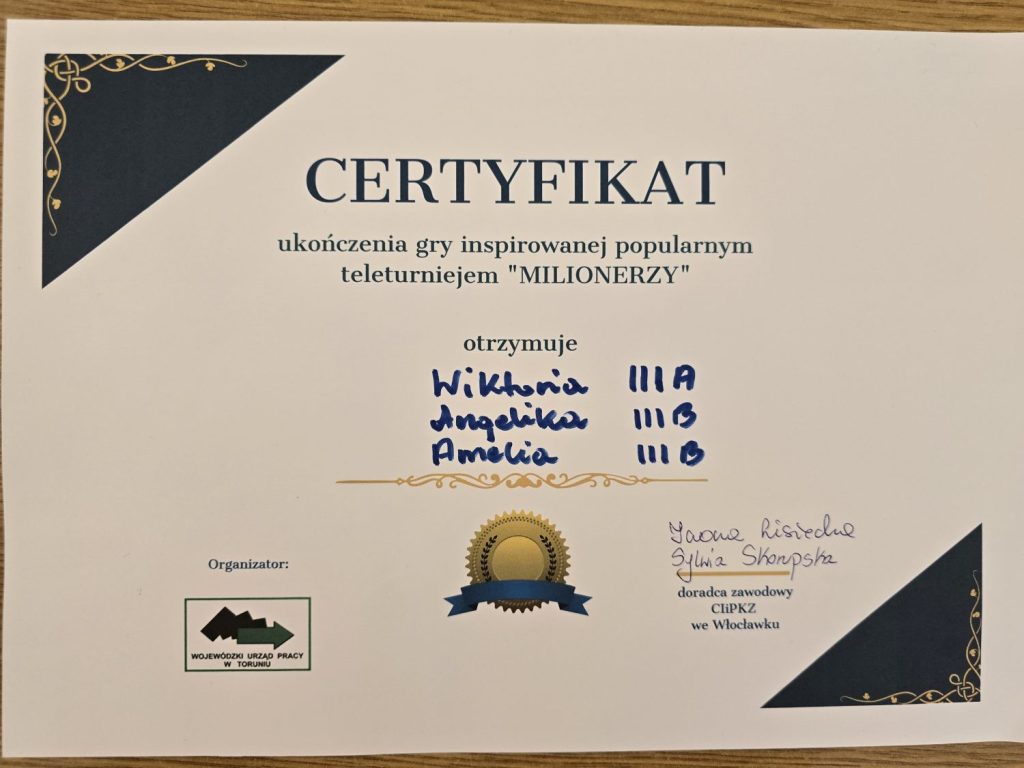 CERTYFIKAT
ukończenia gry inspirowanej popularnym
teleturniejem "MILIONERZY"
otrzymuje
Wiktoria III A
Angelika III B
Amelia III B
Organizator:
WOJEWÓDZKI URZĄD PRACY
W TORUNIU
Iwona Lisiecka
Sylwia Skorupska
doradca zawodowy
CIiPKZ
we Włocławku